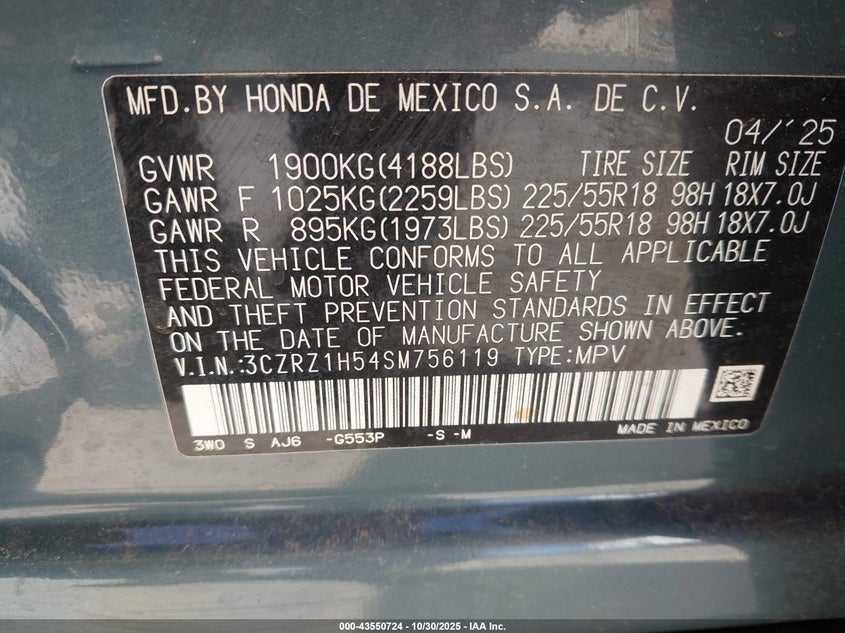 MFD.BY HONDA DE MEXICO S.A. DE C.V.
04/'25
GVWR 1900KG(4188LBS) TIRE SIZE RIM SIZE
GAWR F 1025KG(2259LBS) 225/55R18 98H 18X7.0J
GAWR R 895KG(1973LBS) 225/55R18 98H 18X7.0J
THIS VEHICLE CONFORMS TO ALL APPLICABLE
FEDERAL MOTOR VEHICLE SAFETY
AND THEFT PREVENTION STANDARDS IN EFFECT
ON THE DATE OF MANUFACTURE SHOWN ABOVE.
V.I.N.:3CZRZ1H54SM756119 TYPE:MPV
3W0 S AJ6 -G553P -S -M MADE IN MEXICO
000-43550724 - 10/30/2025 - IAA Inc.